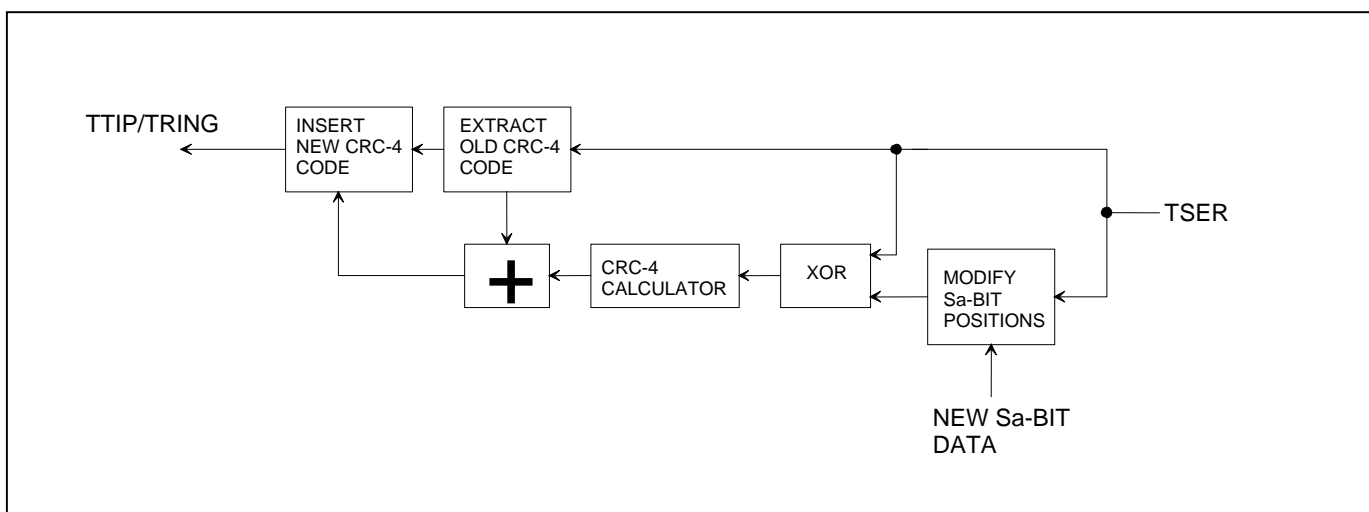 TTIP/TRING
INSERT
NEW CRC-4
CODE
EXTRACT
OLD CRC-4
CODE
TSER
+
CRC-4
CALCULATOR
XOR
MODIFY
Sa-BIT
POSITIONS
NEW Sa-BIT
DATA